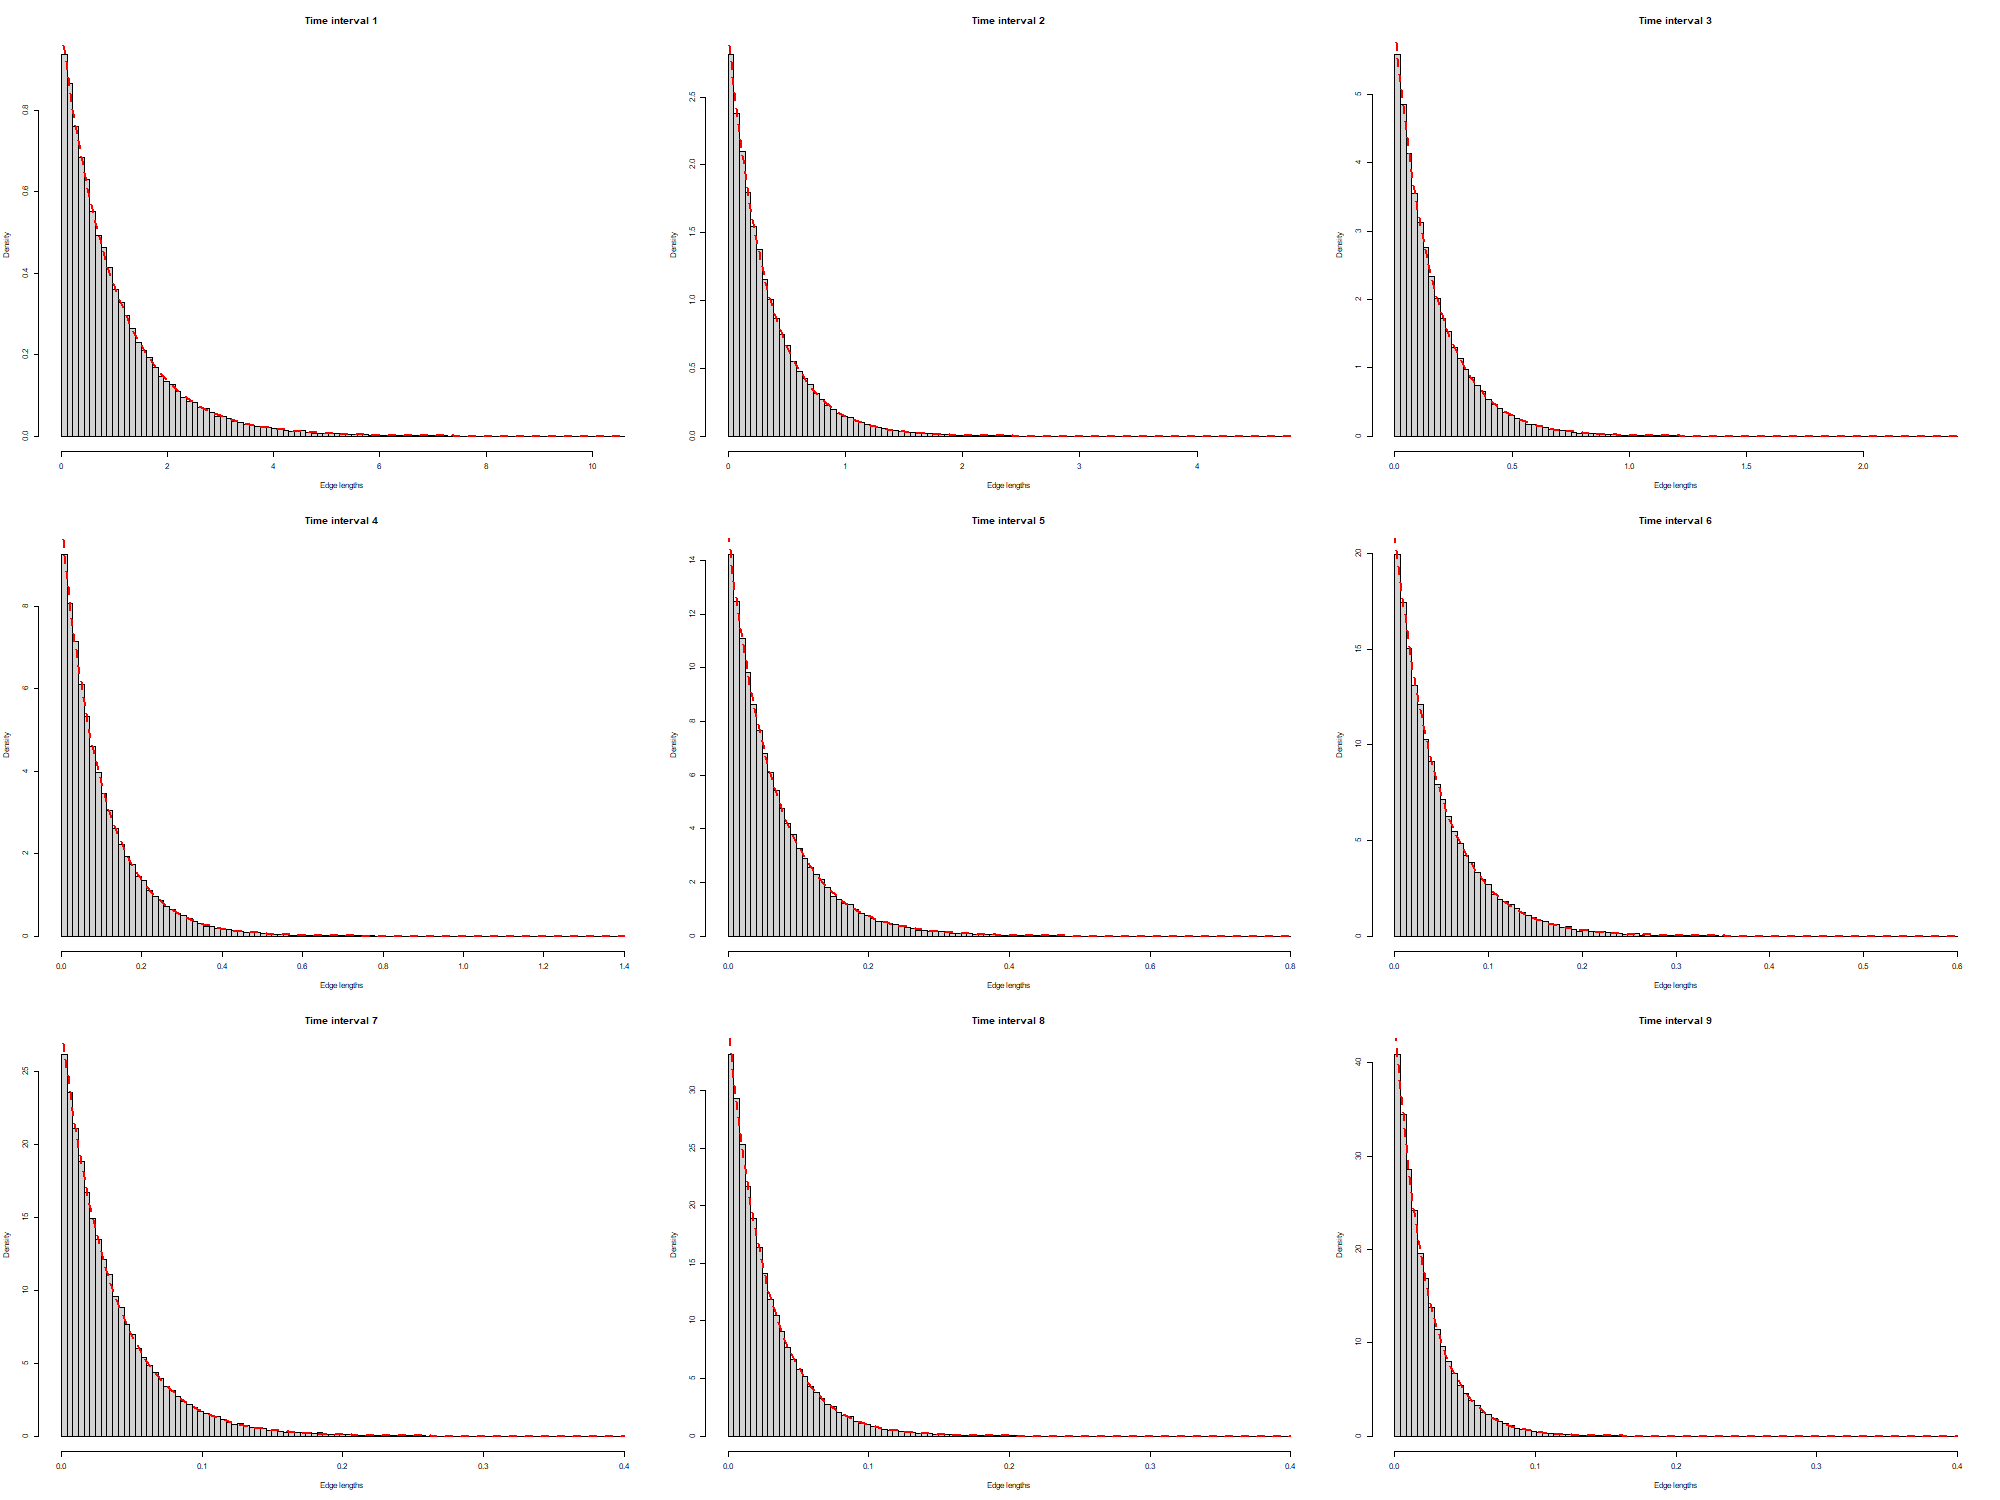 Time interval 1
Density
0.0 0.2 0.4 0.6 0.8
0 2 4 6 8 10
Edge lengths
Time interval 2
Density
0.0 0.5 1.0 1.5 2.0 2.5
0 1 2 3 4
Edge lengths
Time interval 3
Density
0 1 2 3 4 5
0.0 0.5 1.0 1.5 2.0
Edge lengths
Time interval 4
Density
0 2 4 6 8
0.0 0.2 0.4 0.6 0.8 1.0 1.2 1.4
Edge lengths
Time interval 5
Density
0 2 4 6 8 10 12 14
0.0 0.2 0.4 0.6 0.8
Edge lengths
Time interval 6
Density
0 5 10 15 20
0.0 0.1 0.2 0.3 0.4 0.5 0.6
Edge lengths
Time interval 7
Density
0 5 10 15 20 25
0.0 0.1 0.2 0.3 0.4
Edge lengths
Time interval 8
Density
0 5 10 15 20 25 30
0.0 0.1 0.2 0.3 0.4
Edge lengths
Time interval 9
Density
0 10 20 30 40
0.0 0.1 0.2 0.3 0.4
Edge lengths